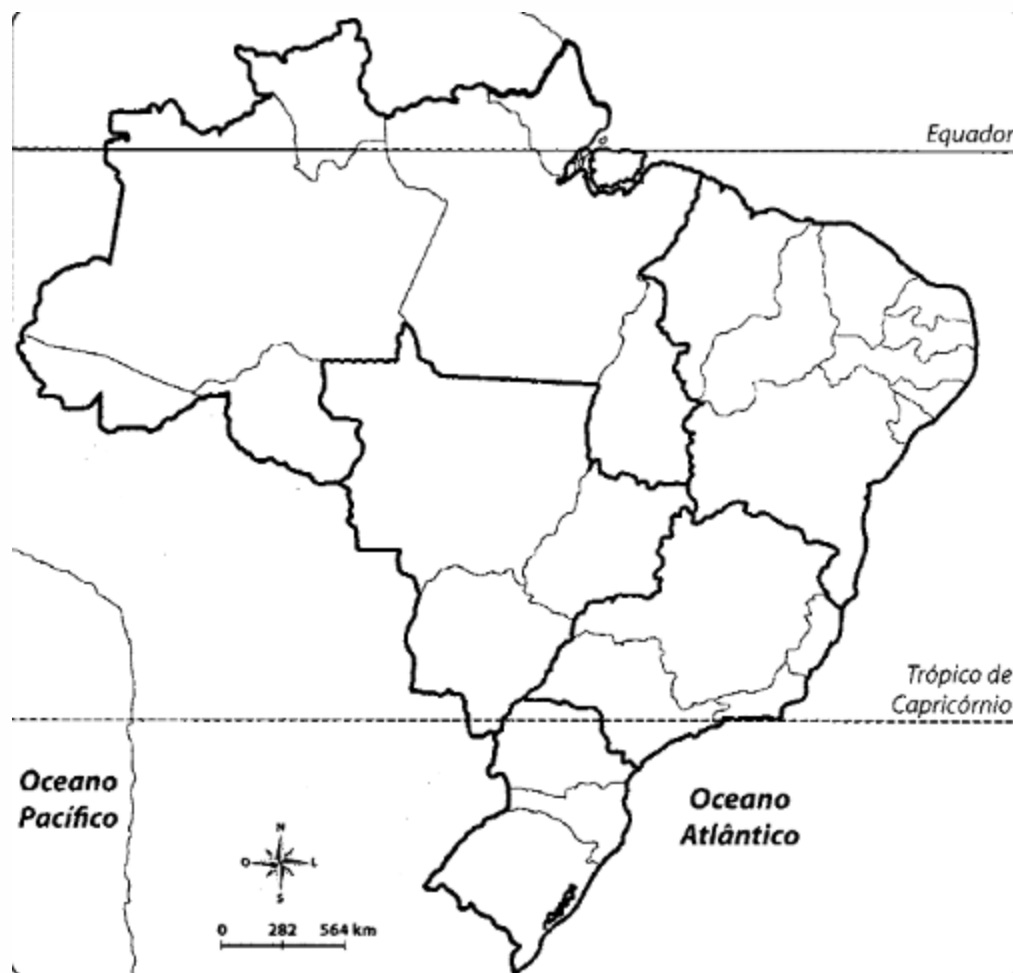 Equador
Trópico de
Capricórnio
Oceano
Pacífico
Oceano
Atlântico
N
O
L
S
0 282 564 km